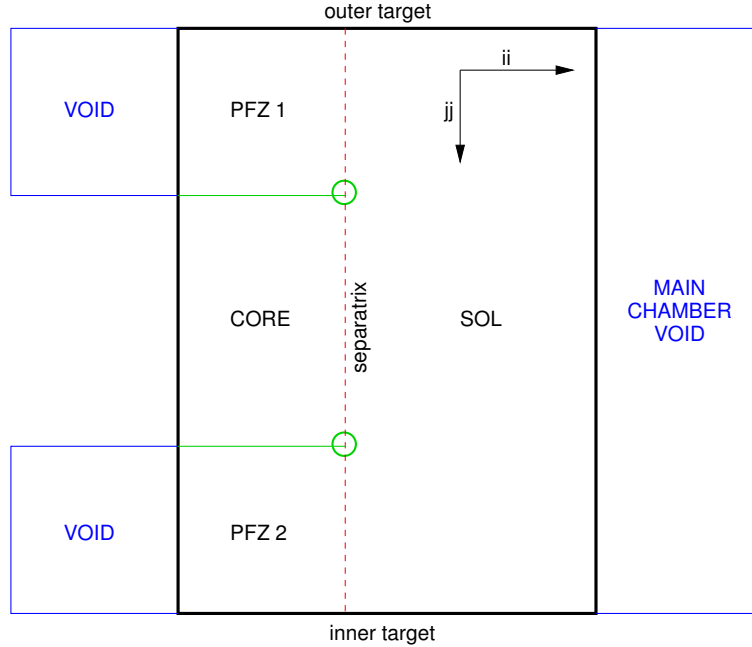 outer target
ii
jj
VOID
PFZ 1
CORE
separatrix
SOL
MAIN
CHAMBER
VOID
VOID
PFZ 2
inner target